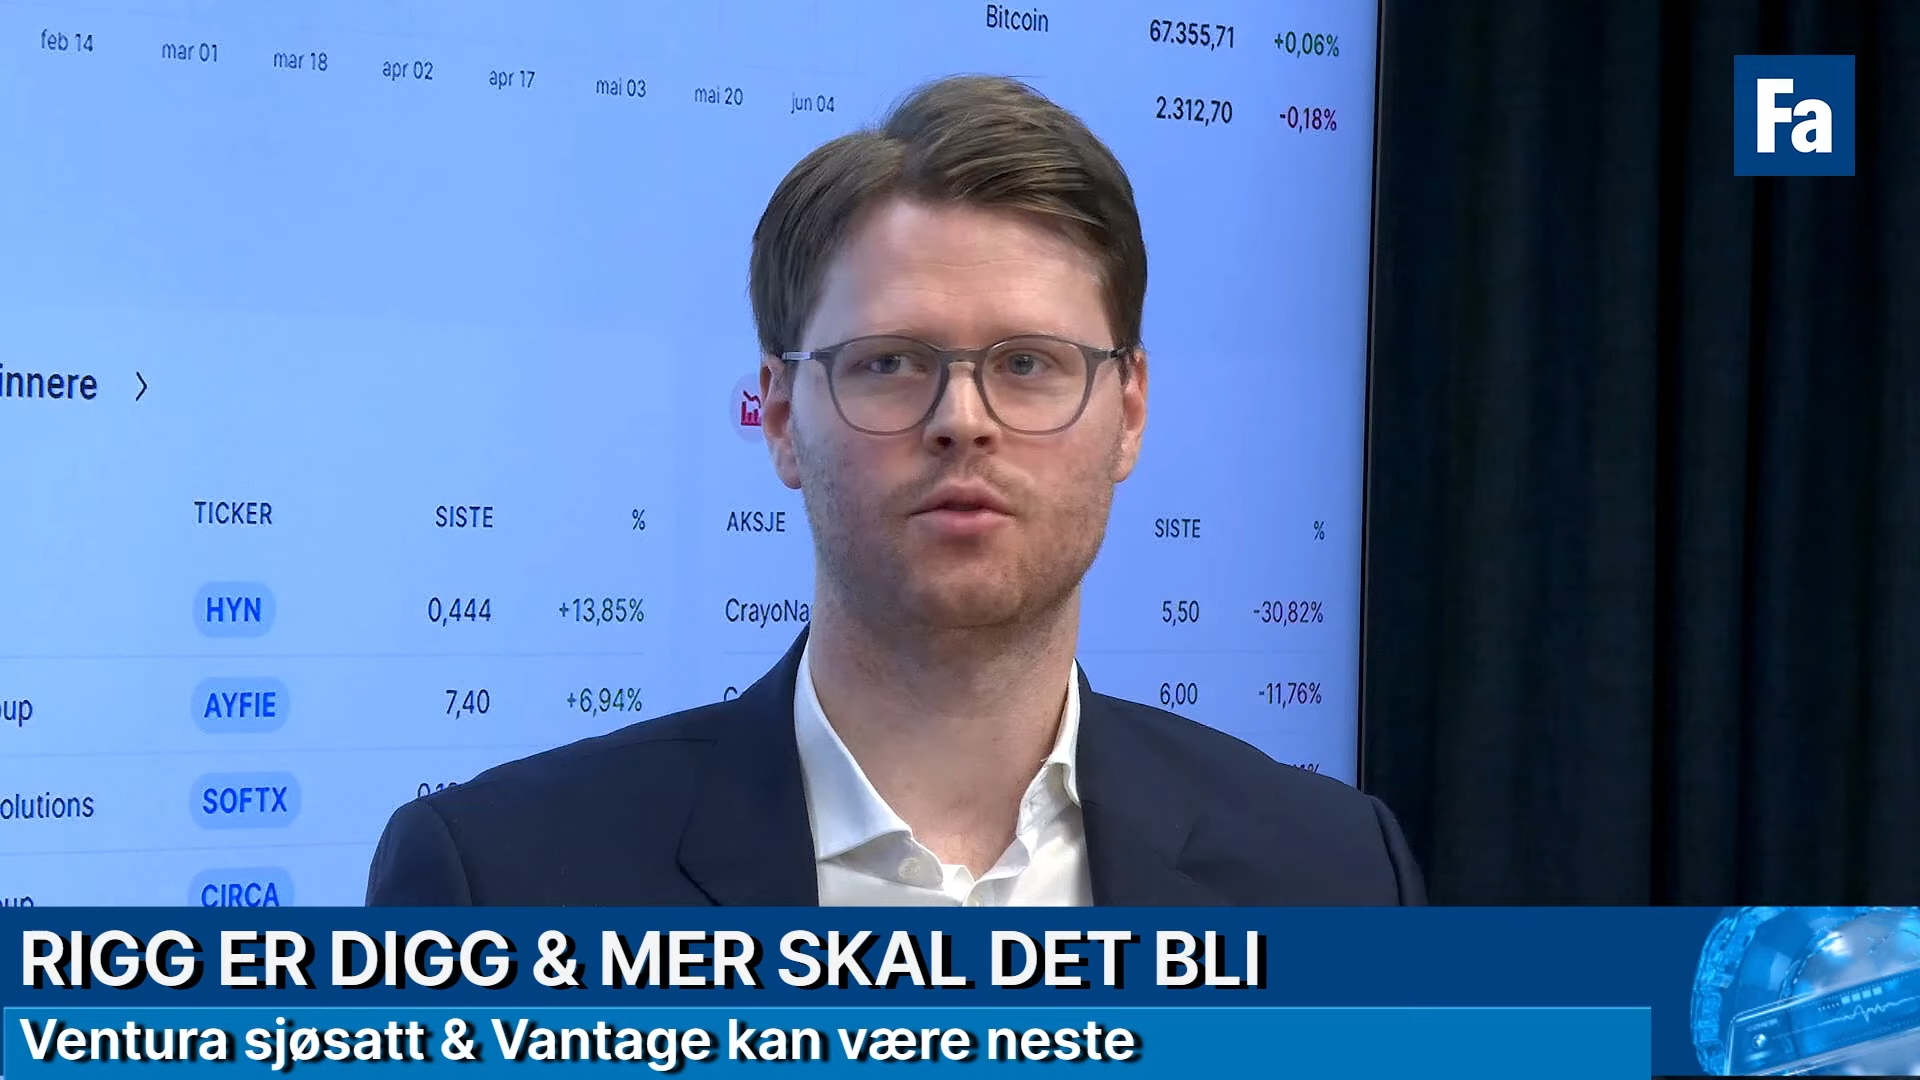 feb 14 mar 01 mar 18 apr 02 apr 17 mai 03 mai 20 jun 04
Bitcoin 67.355,71 +0,06%
2.312,70 -0,18%
Fa
innere >
TICKER SISTE % AKSJE SISTE %
HYN 0,444 +13,85% CrayoNa 5,50 -30,82%
up AYFIE 7,40 +6,94% 6,00 -11,76%
olutions SOFTX
up CIRCA
RIGG ER DIGG & MER SKAL DET BLI
Ventura sjøsatt & Vantage kan være neste